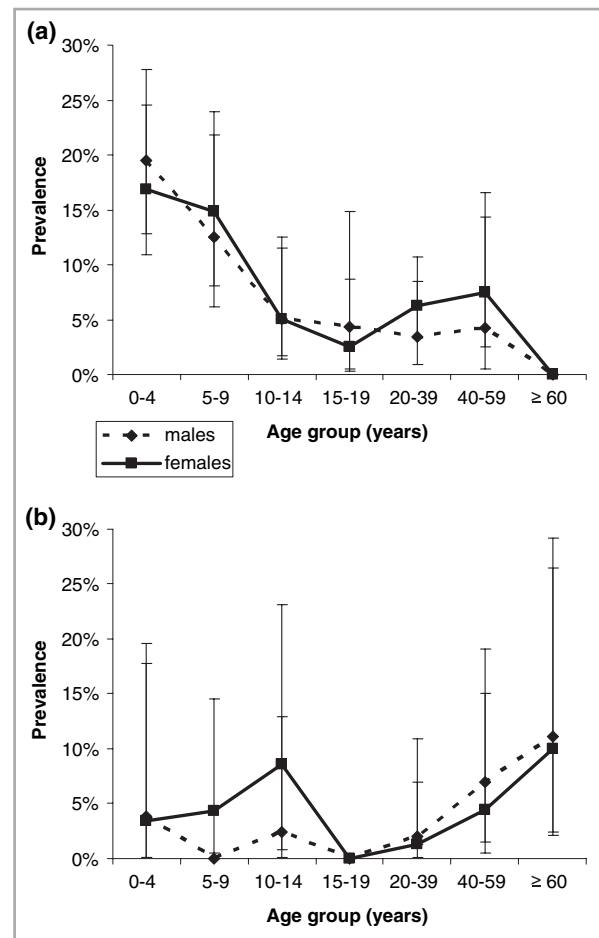 (a)
30%
25%
20%
15%
10%
5%
0%
Prevalence
0-4 5-9 10-14 15-19 20-39 40-59 ≥ 60
Age group (years)
males
females
(b)
30%
25%
20%
15%
10%
5%
0%
Prevalence
0-4 5-9 10-14 15-19 20-39 40-59 ≥ 60
Age group (years)